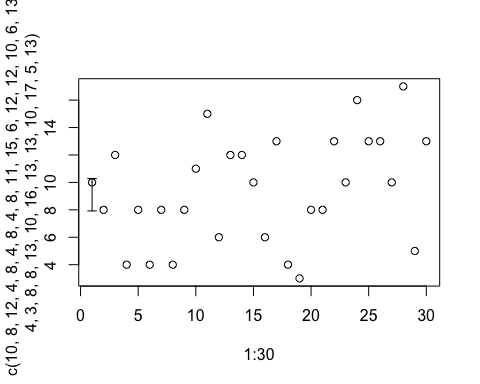 c(10, 8, 12, 4, 8, 4, 8, 4, 8, 11, 15, 6, 12, 12, 10, 6, 13
4, 3, 8, 8, 13, 10, 16, 13, 13, 10, 17, 5, 13)
14
10
8
6
4
0 5 10 15 20 25 30
1:30